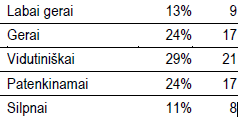 Labai gerai 13% 9
Gerai 24% 17
Vidutiniškai 29% 21
Patenkinamai 24% 17
Silpnai 11% 8